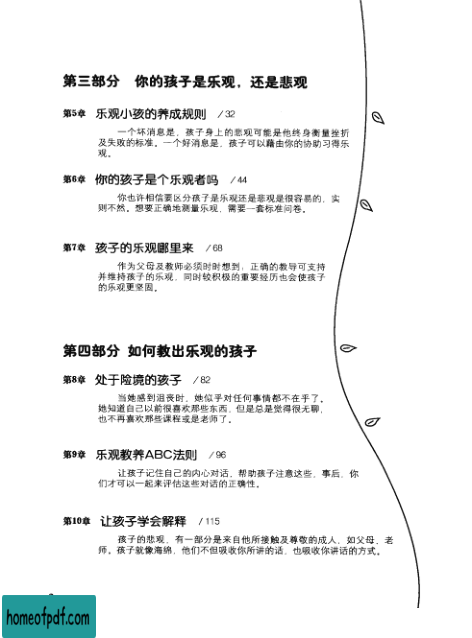 第三部分 你的孩子是乐观，还是悲观
第5章 乐观小孩的养成规则 /32
一个坏消息是，孩子身上的悲观可能是他终身衡量挫折
及失败的标准。一个好消息是，孩子可以藉由你的协助习得乐
观。
第6章 你的孩子是个乐观者吗 /44
你也许相信要区分孩子是乐观还是悲观是很容易的，实
则不然。想要正确地测量乐观，需要一套标准问卷。
第7章 孩子的乐观哪里来 /68
作为父母及教师必须时时想到，正确的教导可支持
并维持孩子的乐观，同时较积极的重要经历也会使孩子
的乐观更坚固。
第四部分 如何教出乐观的孩子
第8章 处于险境的孩子 /82
当她感到沮丧时，她似乎对任何事情都不在乎了。
她知道自己以前很喜欢那些东西，但是总是觉得很无聊，
也不再喜欢那些课程或是老师了。
第9章 乐观教养ABC法则 /96
让孩子记住自己的内心对话，帮助孩子注意这些，事后，你
们才可以一起来评估这些对话的正确性。
第10章 让孩子学会解释 /115
孩子的悲观，有一部分是来自他所接触及尊敬的成人，如父母、老
师。孩子就像海绵，他们不但吸收你所讲的话，也吸收你讲话的方式。
homeofpdf.com